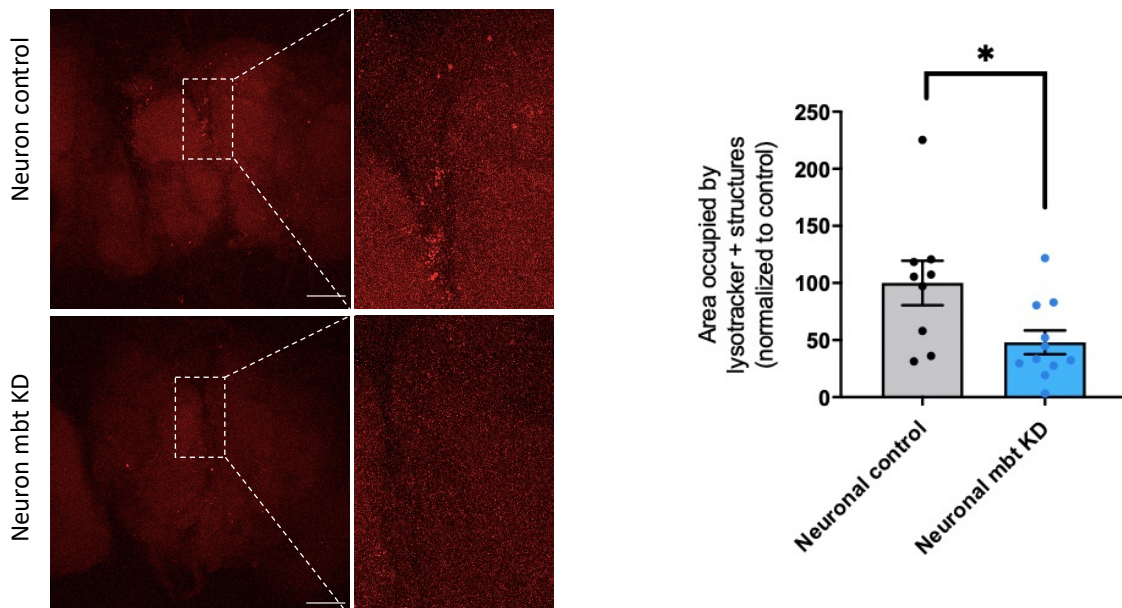 Neuron control
Neuron mbt KD
*
Area occupied by
lysotracker + structures
(normalized to control)
250
200
150
100
50
0
Neuronal control
Neuronal mbt KD